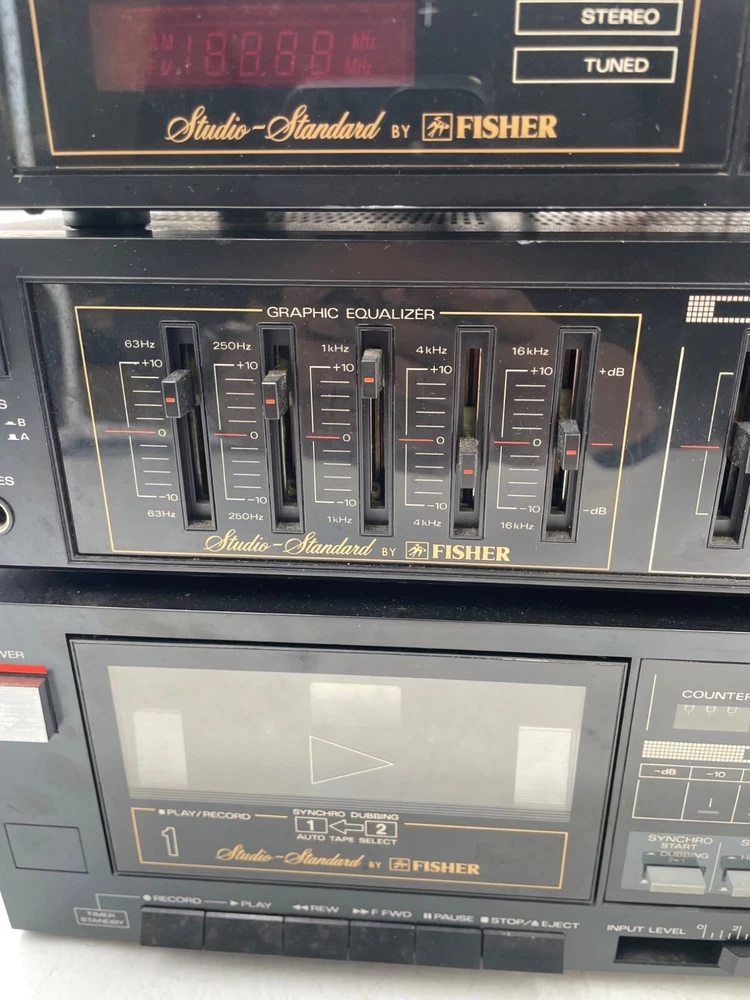 AM 18888 kHz
FM MHz
STEREO
TUNED
Studio-Standard BY FISHER
GRAPHIC EQUALIZER
63Hz 250Hz 1kHz 4kHz 16kHz
+10 +10 +10 +10 +10 +dB
B
A
0 0 0 0 0
-10 -10 -10 -10 -10 -dB
63Hz 250Hz 1kHz 4kHz 16kHz
Studio-Standard BY FISHER
VER
COUNTER
-dB -10
PLAY/RECORD
1
SYNCHRO DUBBING
1 2
AUTO TAPE SELECT
Studio-Standard BY FISHER
SYNCHRO
START
DUBBING
TIMER
STANDBY
RECORD PLAY REW F FWD PAUSE STOP/EJECT
INPUT LEVEL 0